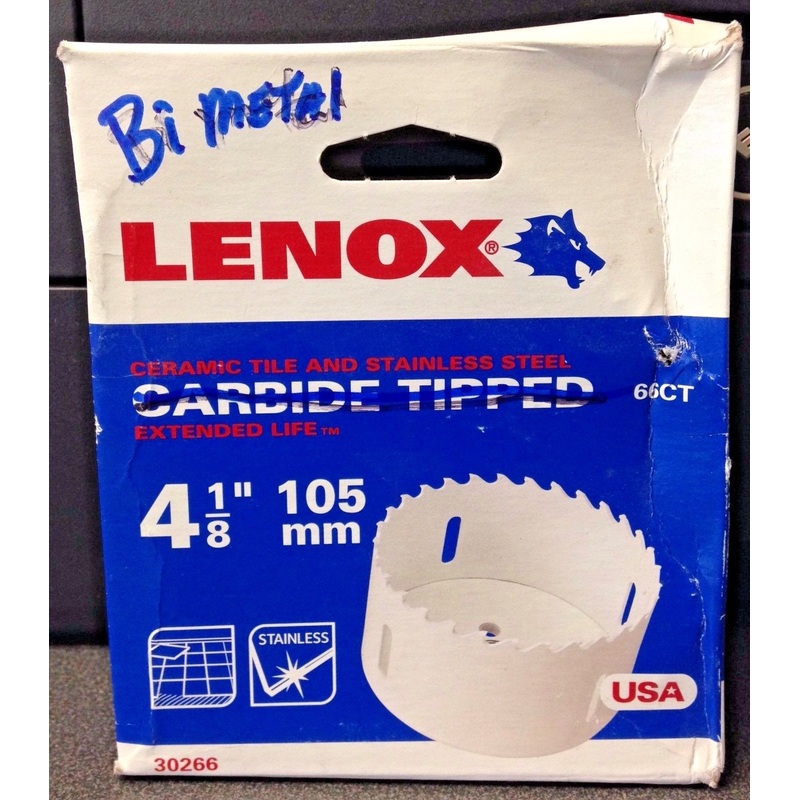 Bi metal
LENOX®
CERAMIC TILE AND STAINLESS STEEL
CARBIDE TIPPED 66CT
EXTENDED LIFE™
4 1/8" 105 mm
STAINLESS
USA
30266